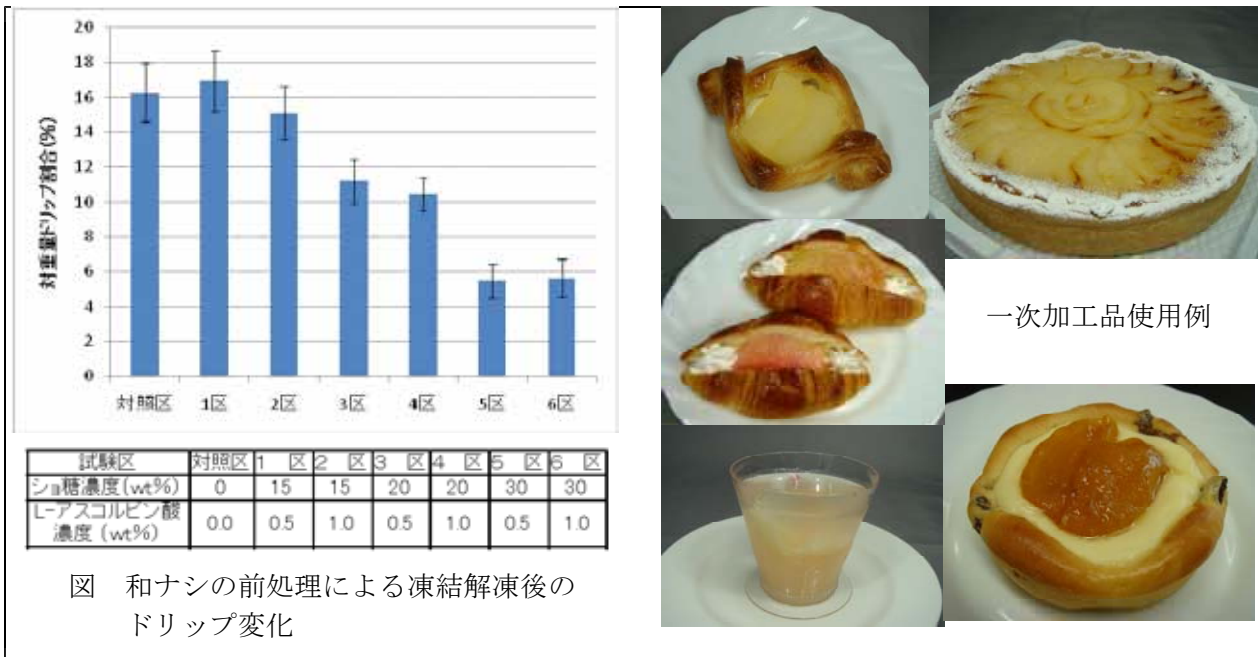 20
18
16
14
12
10
8
6
4
2
0
対重量ドリップ割合(%)
対照区 1区 2区 3区 4区 5区 6区
試験区 対照区 1 区 2 区 3 区 4 区 5 区 6 区
ショ糖濃度(wt%) 0 15 15 20 20 30 30
L-アスコルビン酸
濃度 (wt%) 0.0 0.5 1.0 0.5 1.0 0.5 1.0
図 和ナシの前処理による凍結解凍後の
ドリップ変化
一次加工品使用例